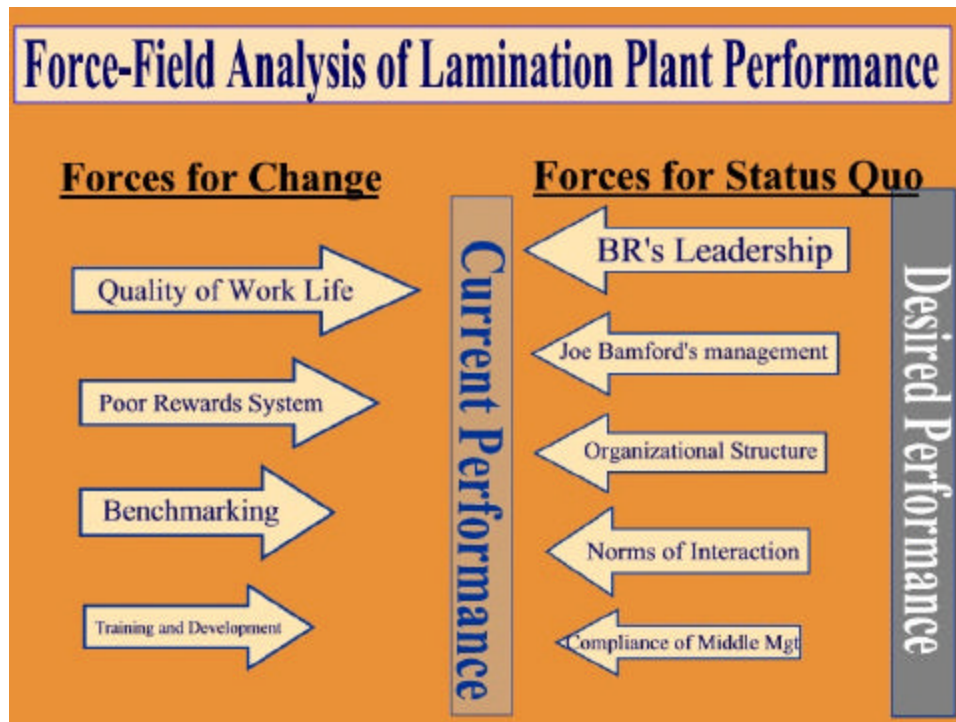 Force-Field Analysis of Lamination Plant Performance
Forces for Change
Quality of Work Life
Poor Rewards System
Benchmarking
Training and Development
Current Performance
Forces for Status Quo
BR's Leadership
Joe Bamford's management
Organizational Structure
Norms of Interaction
Compliance of Middle Mgt
Desired Performance